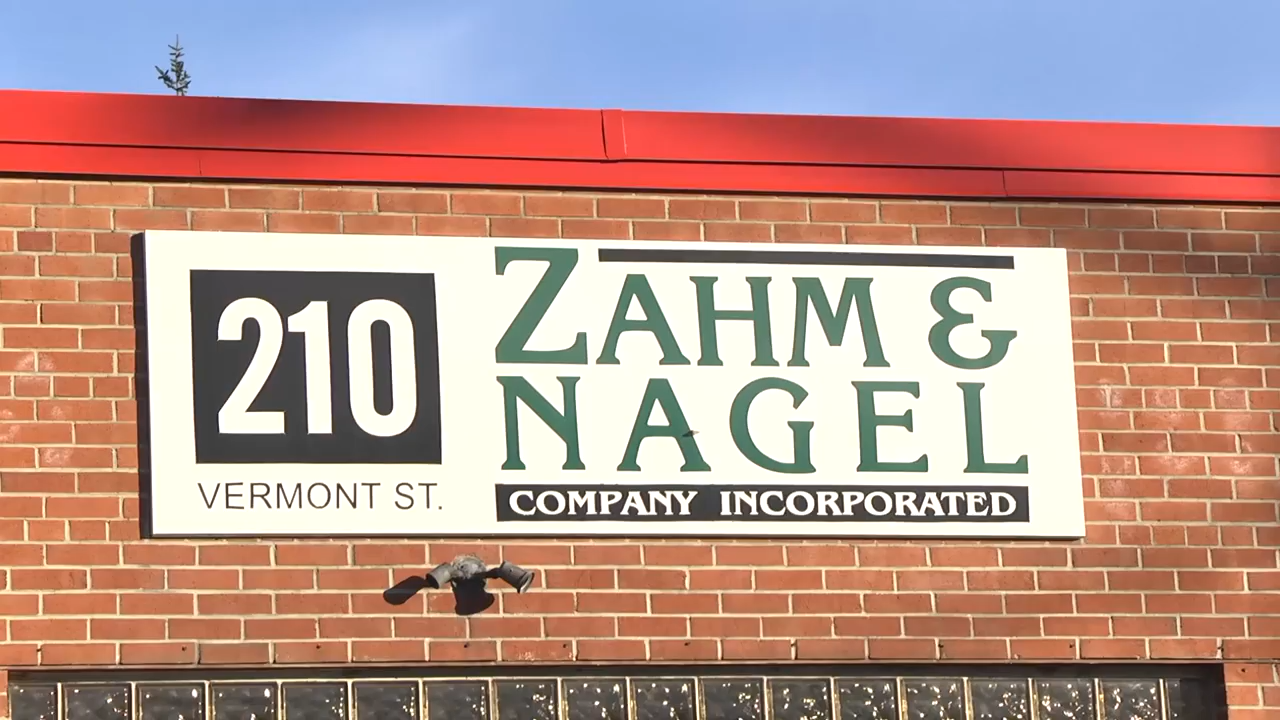 210
VERMONT ST.
ZAHM &
NAGEL
COMPANY INCORPORATED